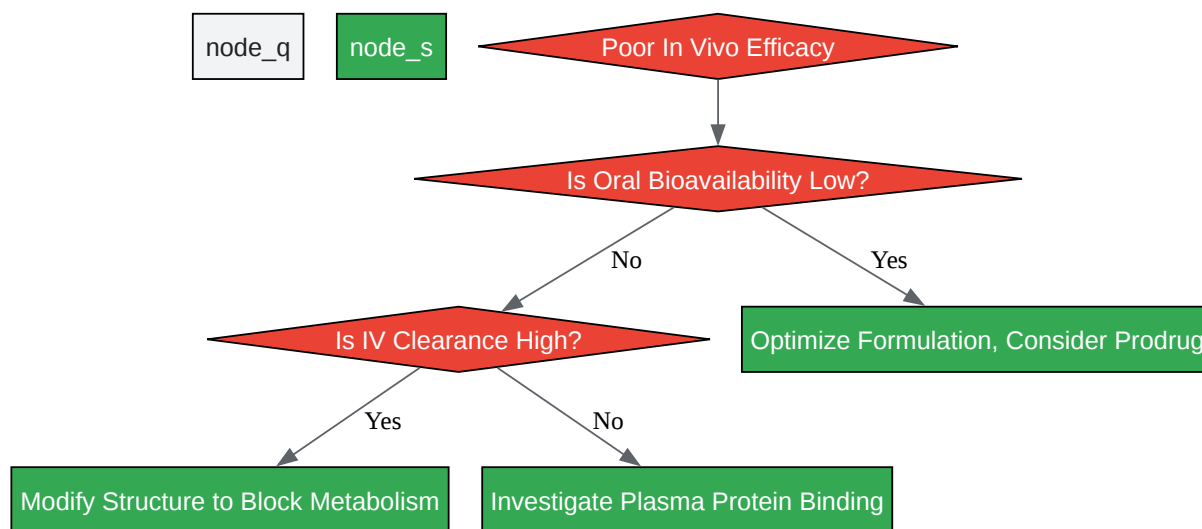 node_q
node_s
Poor In Vivo Efficacy
Is Oral Bioavailability Low?
No
Yes
Is IV Clearance High?
Optimize Formulation, Consider Prodrug
Yes
No
Modify Structure to Block Metabolism
Investigate Plasma Protein Binding